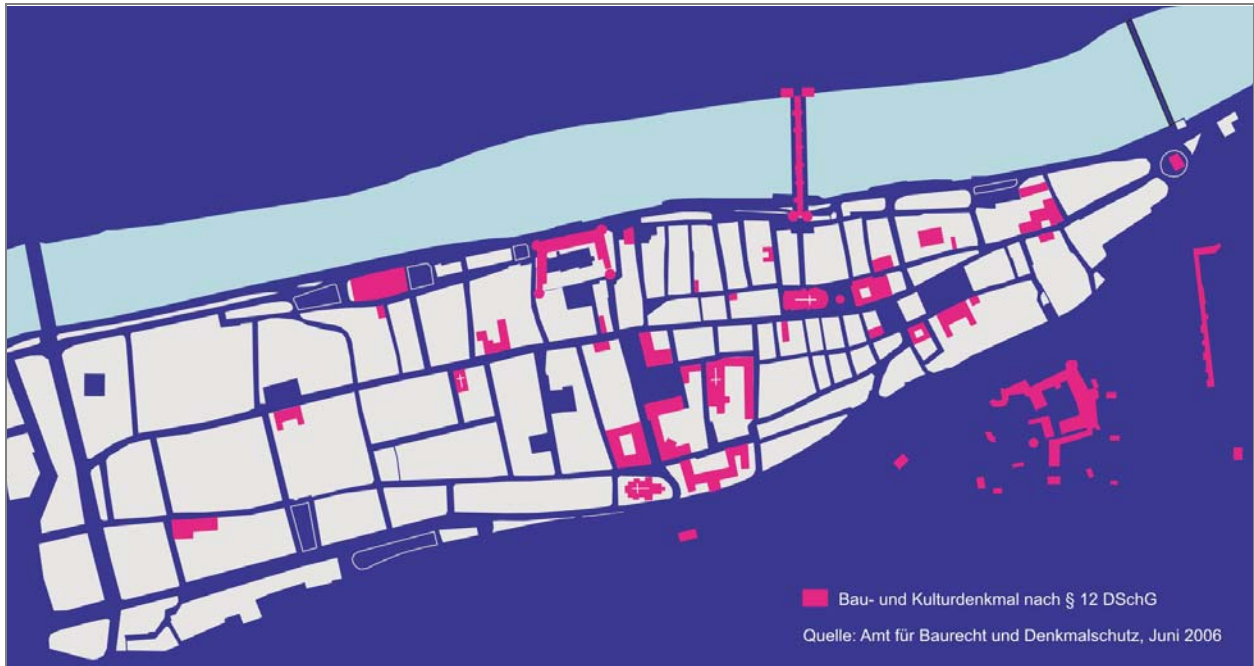 Bau- und Kulturdenkmal nach § 12 DSchG
Quelle: Amt für Baurecht und Denkmalschutz, Juni 2006